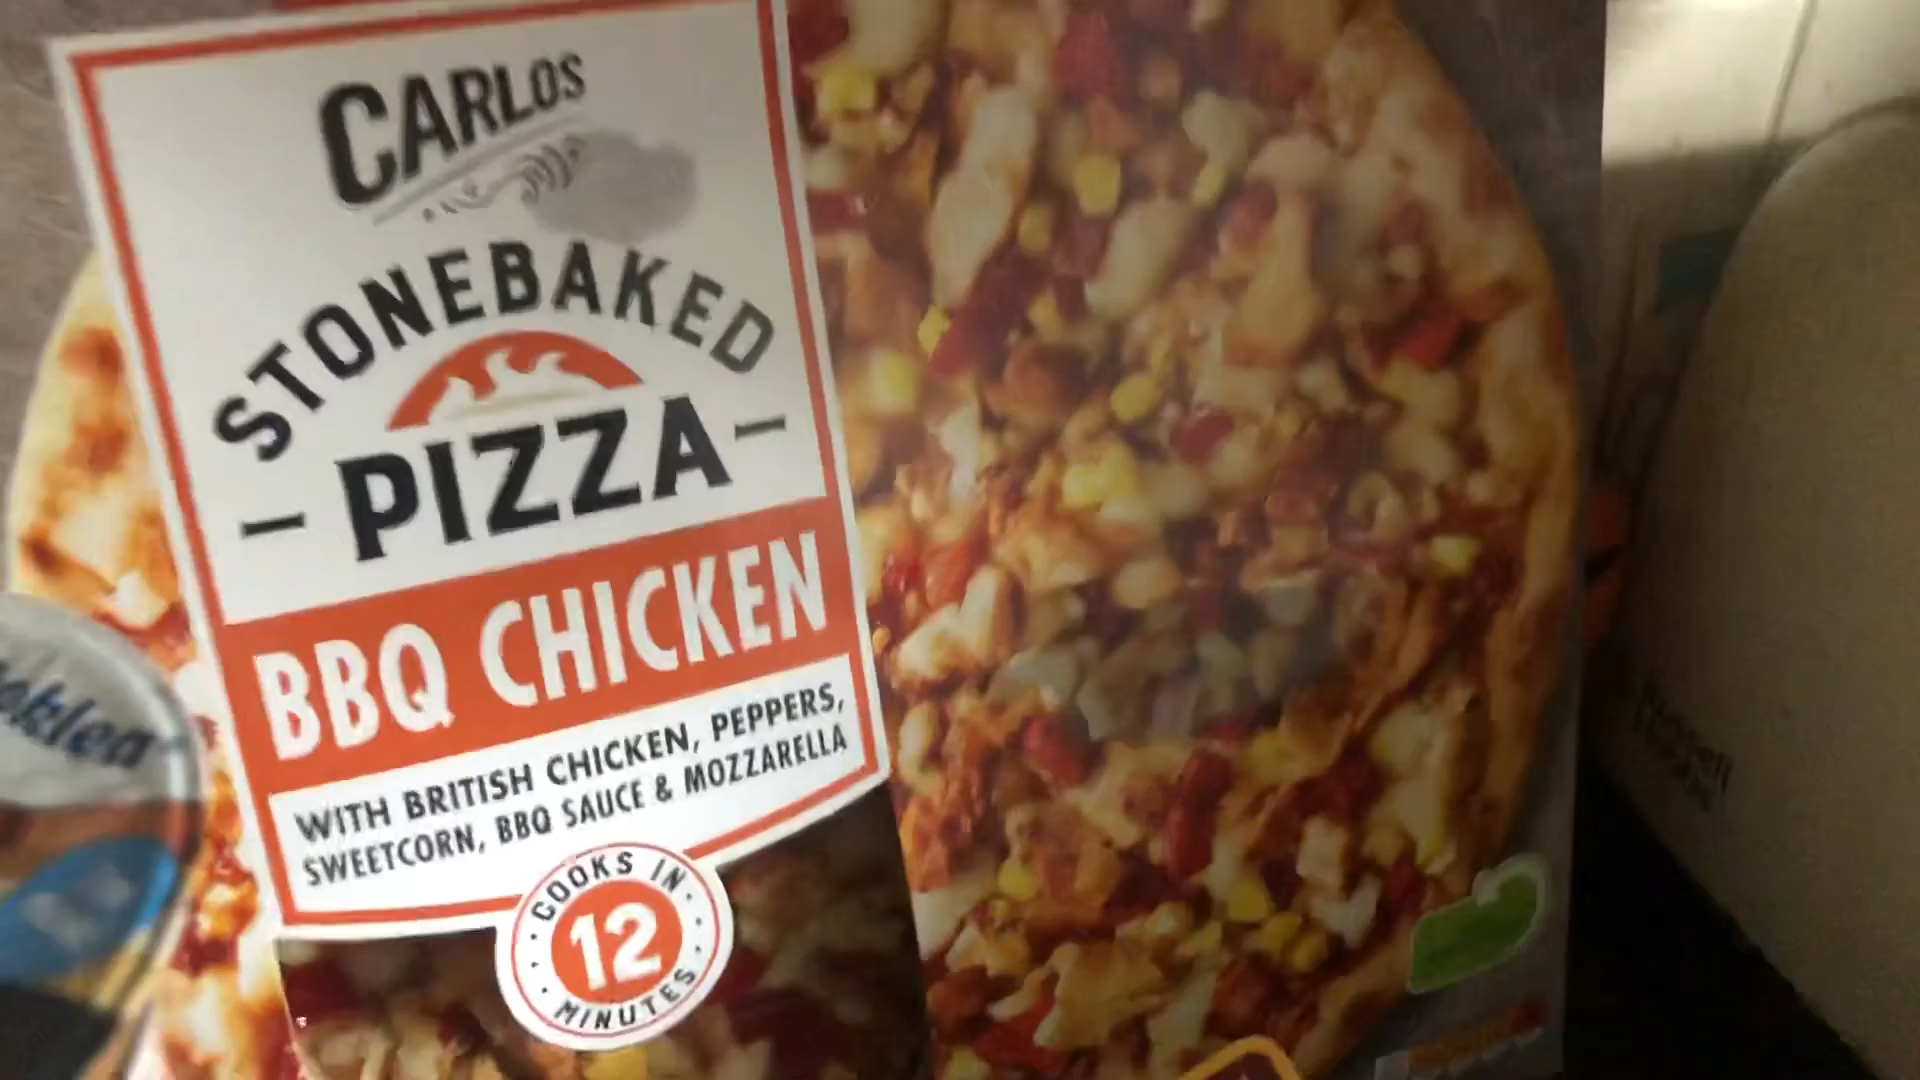 CARLOS
STONEBAKED
PIZZA
BBQ CHICKEN
WITH BRITISH CHICKEN, PEPPERS,
SWEETCORN, BBQ SAUCE & MOZZARELLA
COOKS IN
12
MINUTES